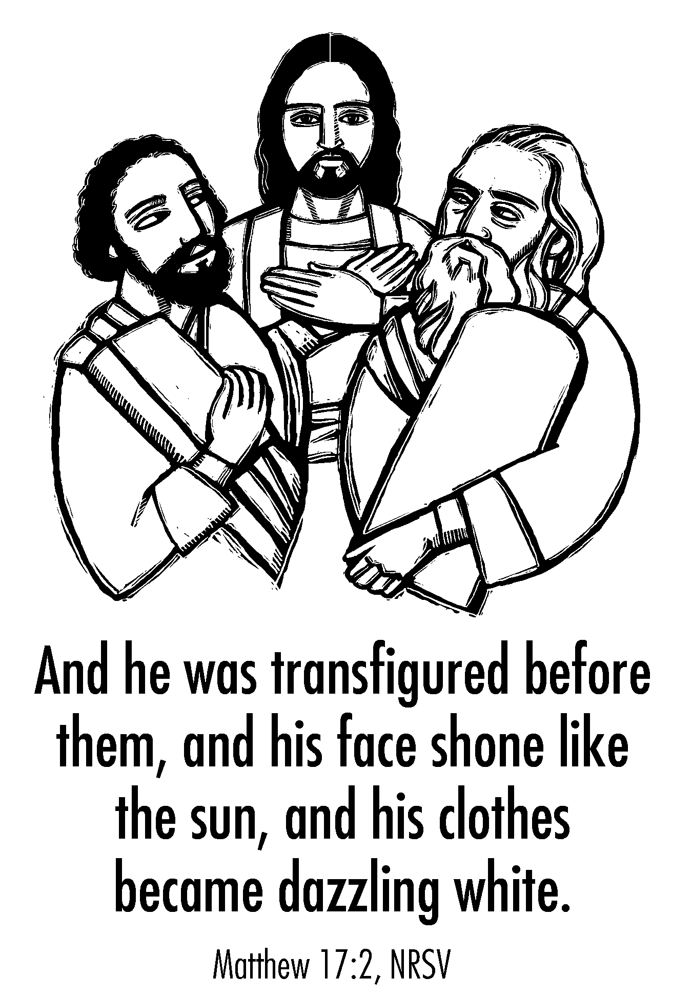 And he was transfigured before
them, and his face shone like
the sun, and his clothes
became dazzling white.
Matthew 17:2, NRSV